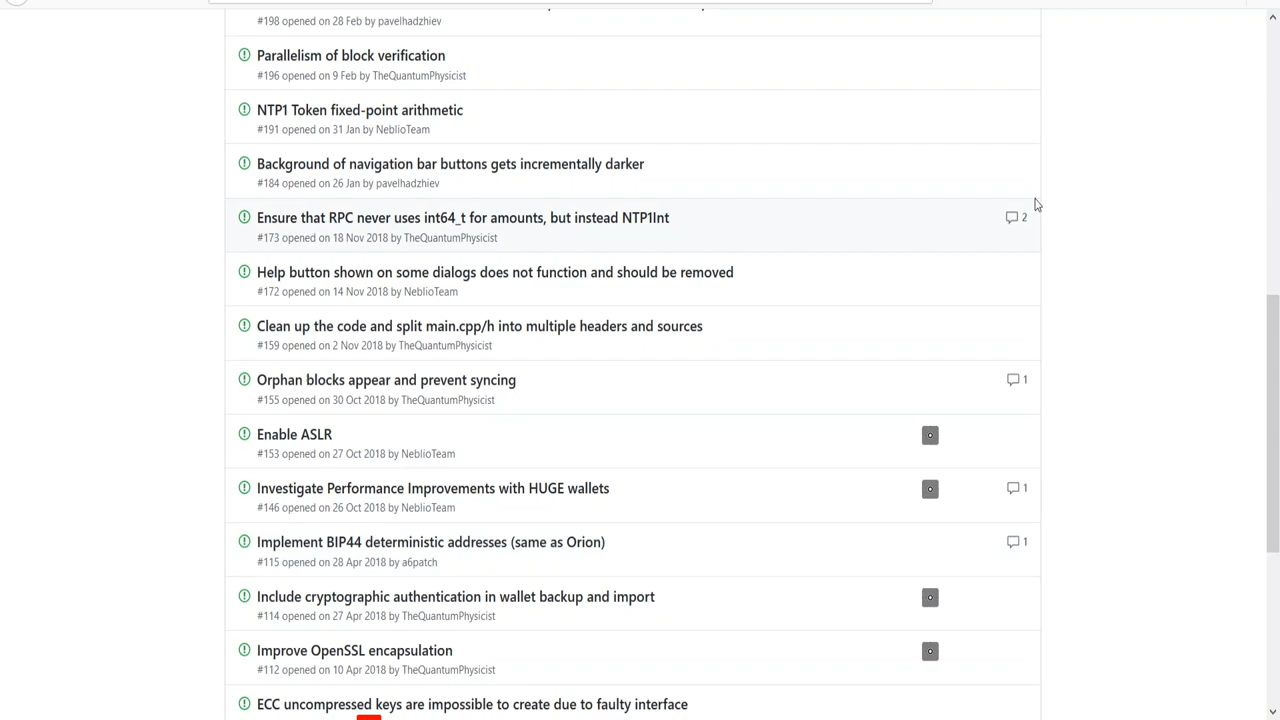 #198 opened on 28 Feb by pavelhadzhiev
Parallelism of block verification
#196 opened on 9 Feb by TheQuantumPhysicist
NTP1 Token fixed-point arithmetic
#191 opened on 31 Jan by NeblioTeam
Background of navigation bar buttons gets incrementally darker
#184 opened on 26 Jan by pavelhadzhiev
Ensure that RPC never uses int64_t for amounts, but instead NTP1Int
2
#173 opened on 18 Nov 2018 by TheQuantumPhysicist
Help button shown on some dialogs does not function and should be removed
#172 opened on 14 Nov 2018 by NeblioTeam
Clean up the code and split main.cpp/h into multiple headers and sources
#159 opened on 2 Nov 2018 by TheQuantumPhysicist
Orphan blocks appear and prevent syncing
1
#155 opened on 30 Oct 2018 by TheQuantumPhysicist
Enable ASLR
#153 opened on 27 Oct 2018 by NeblioTeam
Investigate Performance Improvements with HUGE wallets
1
#146 opened on 26 Oct 2018 by NeblioTeam
Implement BIP44 deterministic addresses (same as Orion)
1
#115 opened on 28 Apr 2018 by a6patch
Include cryptographic authentication in wallet backup and import
#114 opened on 27 Apr 2018 by TheQuantumPhysicist
Improve OpenSSL encapsulation
#112 opened on 10 Apr 2018 by TheQuantumPhysicist
ECC uncompressed keys are impossible to create due to faulty interface